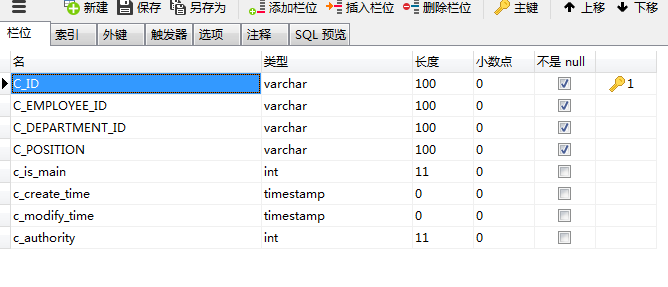 新建 保存 另存为 添加栏位 插入栏位 删除栏位 主键 上移 下移
栏位 索引 外键 触发器 选项 注释 SQL 预览
名 类型 长度 小数点 不是 null
C_ID varchar 100 0 1
C_EMPLOYEE_ID varchar 100 0
C_DEPARTMENT_ID varchar 100 0
C_POSITION varchar 100 0
c_is_main int 11 0
c_create_time timestamp 0 0
c_modify_time timestamp 0 0
c_authority int 11 0